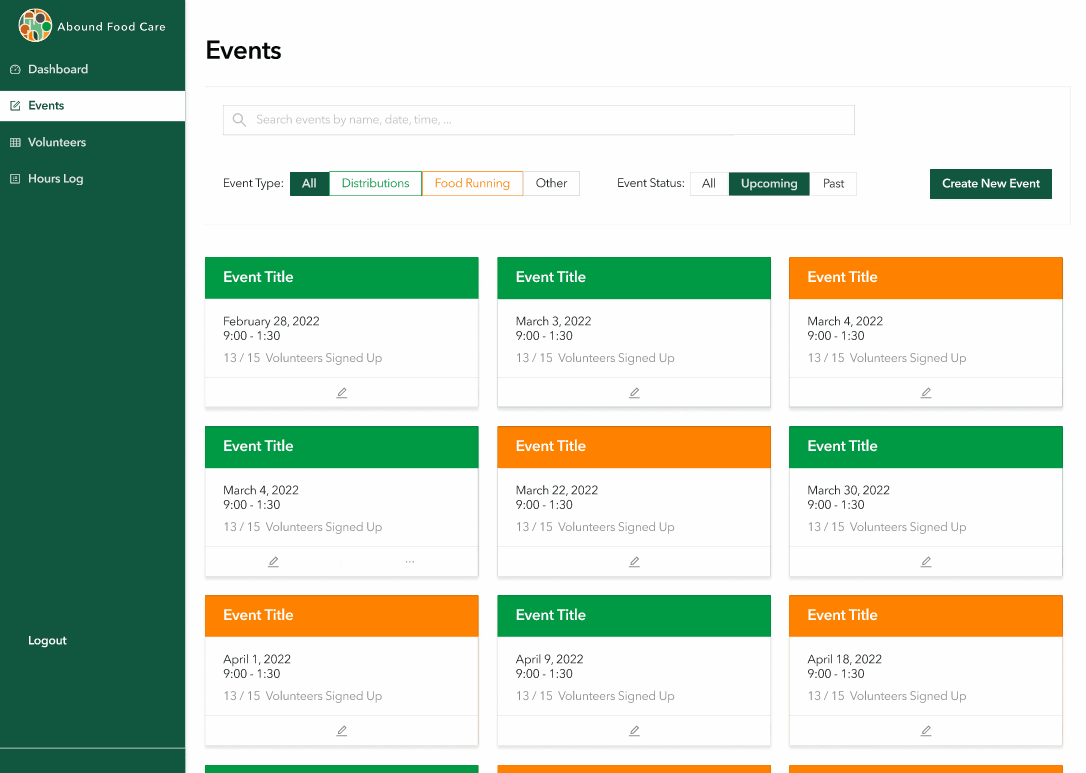 Abound Food Care
Dashboard
Events
Volunteers
Hours Log
Logout
Events
Search events by name, date, time, ...
Event Type: All Distributions Food Running Other Event Status: All Upcoming Past Create New Event
Event Title
February 28, 2022
9:00 - 1:30
13 / 15 Volunteers Signed Up
Event Title
March 3, 2022
9:00 - 1:30
13 / 15 Volunteers Signed Up
Event Title
March 4, 2022
9:00 - 1:30
13 / 15 Volunteers Signed Up
Event Title
March 4, 2022
9:00 - 1:30
13 / 15 Volunteers Signed Up
...
Event Title
March 22, 2022
9:00 - 1:30
13 / 15 Volunteers Signed Up
Event Title
March 30, 2022
9:00 - 1:30
13 / 15 Volunteers Signed Up
Event Title
April 1, 2022
9:00 - 1:30
13 / 15 Volunteers Signed Up
Event Title
April 9, 2022
9:00 - 1:30
13 / 15 Volunteers Signed Up
Event Title
April 18, 2022
9:00 - 1:30
13 / 15 Volunteers Signed Up